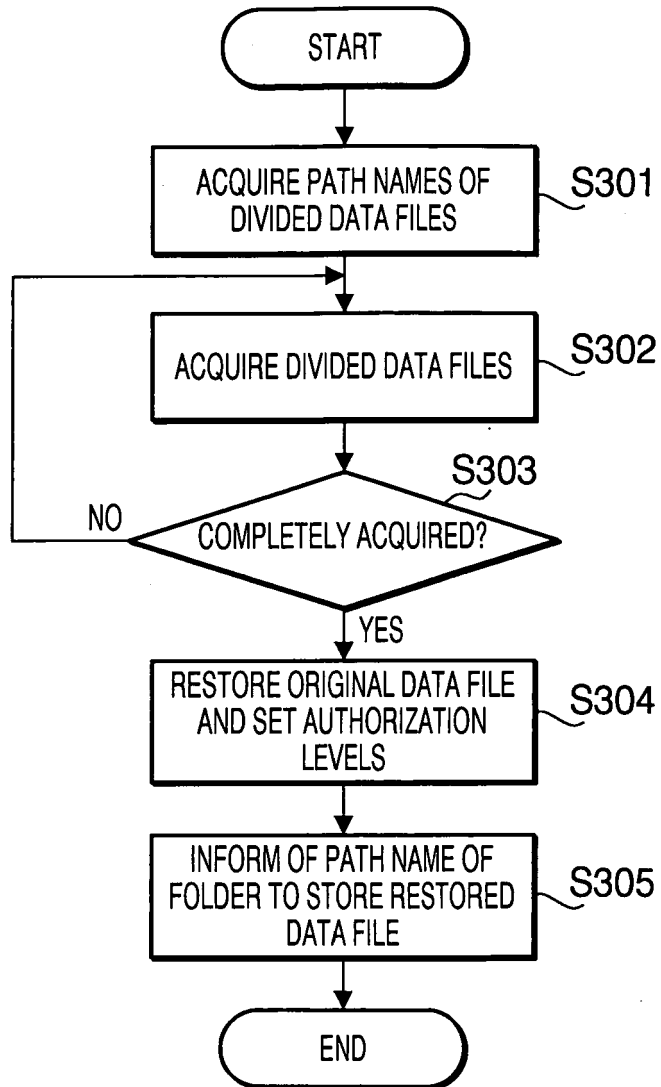 START
ACQUIRE PATH NAMES OF
DIVIDED DATA FILES
S301
ACQUIRE DIVIDED DATA FILES
S302
S303
NO
COMPLETELY ACQUIRED?
YES
RESTORE ORIGINAL DATA FILE
AND SET AUTHORIZATION
LEVELS
S304
INFORM OF PATH NAME OF
FOLDER TO STORE RESTORED
DATA FILE
S305
END